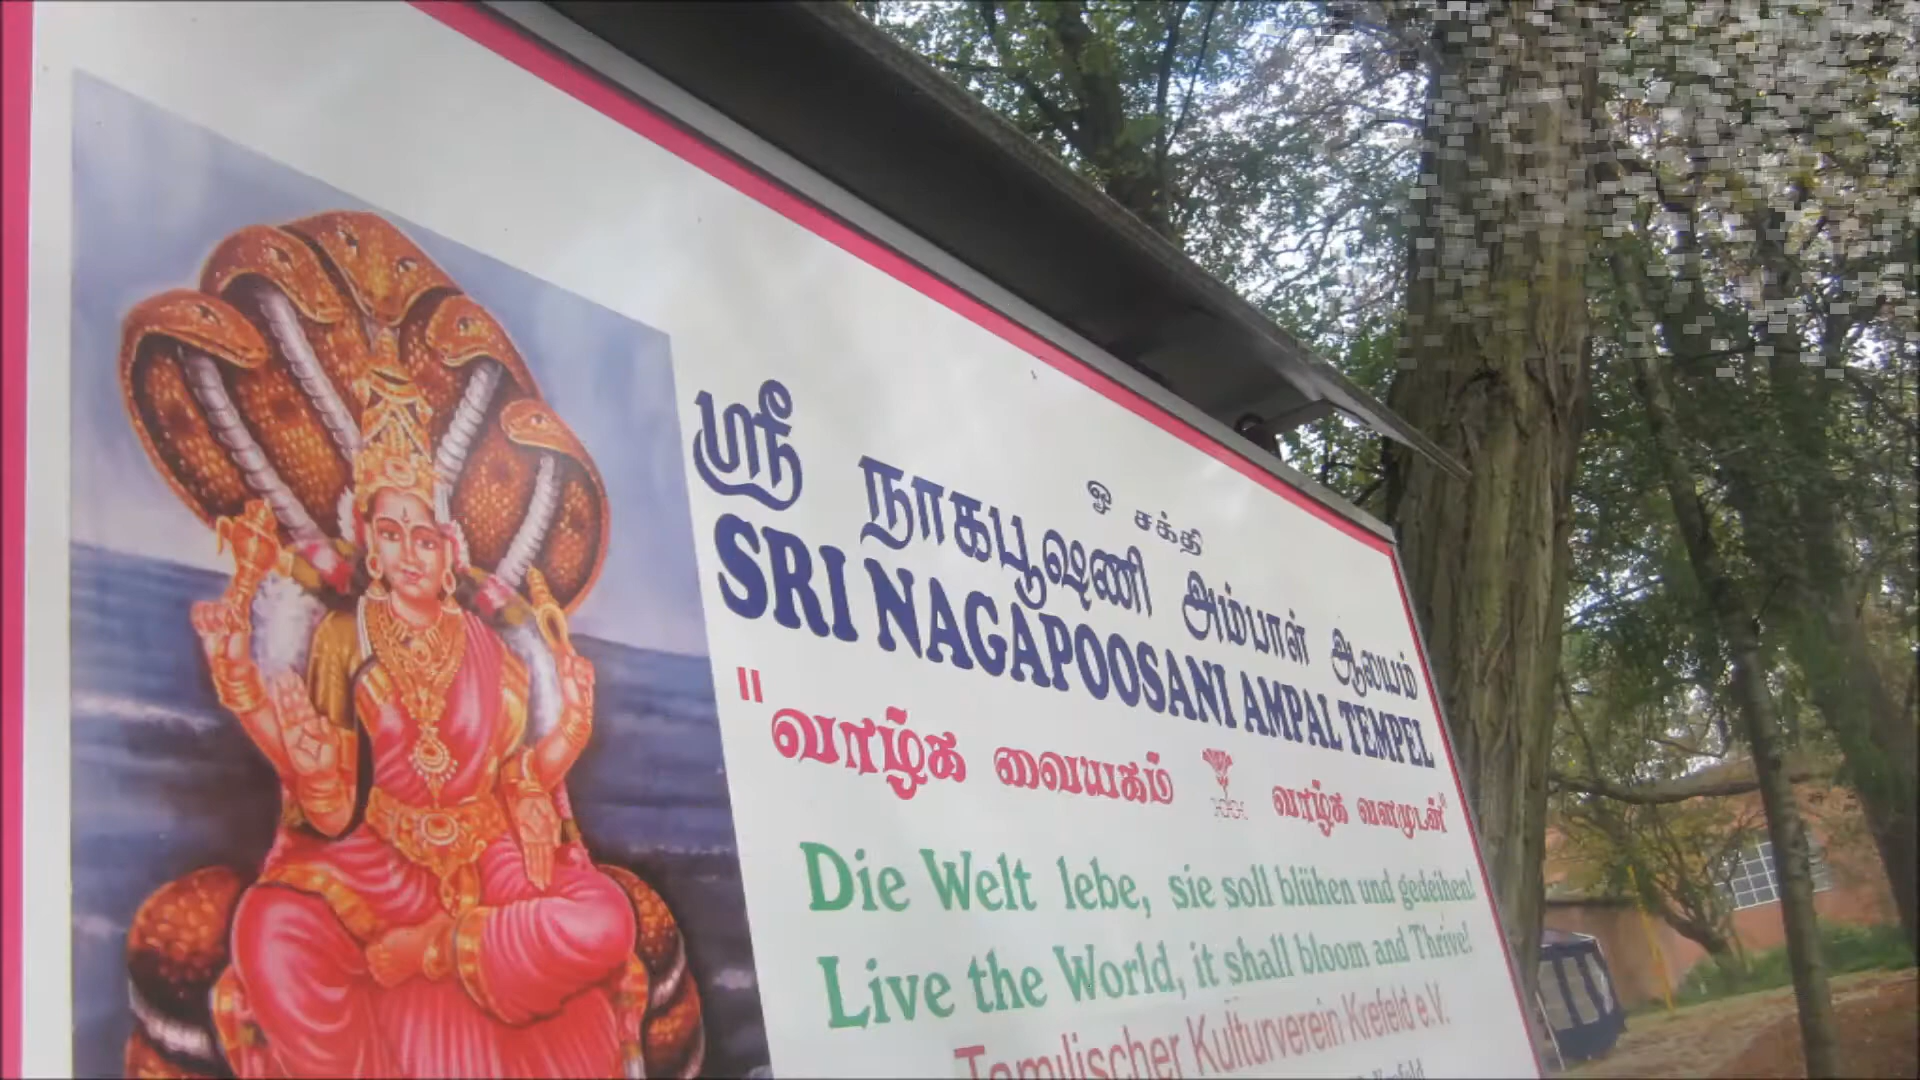 ஓ சக்தி
ஸ்ரீ நாகபூஷணி அம்பாள் ஆலயம்
SRI NAGAPOOSANI AMPAL TEMPEL
"வாழ்க வையகம் வாழ்க வளமுடன்"
Die Welt lebe, sie soll blühen und gedeihen!
Live the World, it shall bloom and Thrive!
Tamilischer Kulturverein Krefeld e.V.
Krefeld